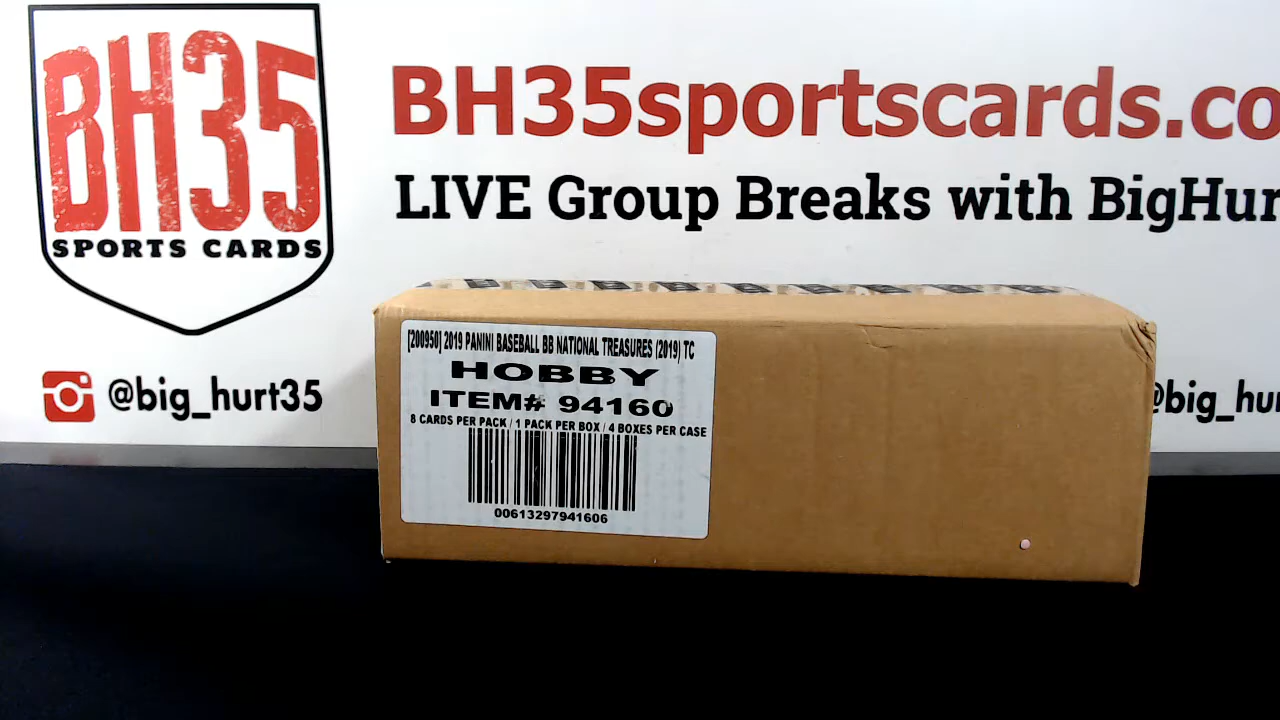 BH35
SPORTS CARDS
BH35sportscards.co
LIVE Group Breaks with BigHur
@big_hurt35
@big_hu
[200950] 2019 PANINI BASEBALL BB NATIONAL TREASURES (2019) TC
HOBBY
ITEM# 94160
8 CARDS PER PACK / 1 PACK PER BOX / 4 BOXES PER CASE
00613297941606